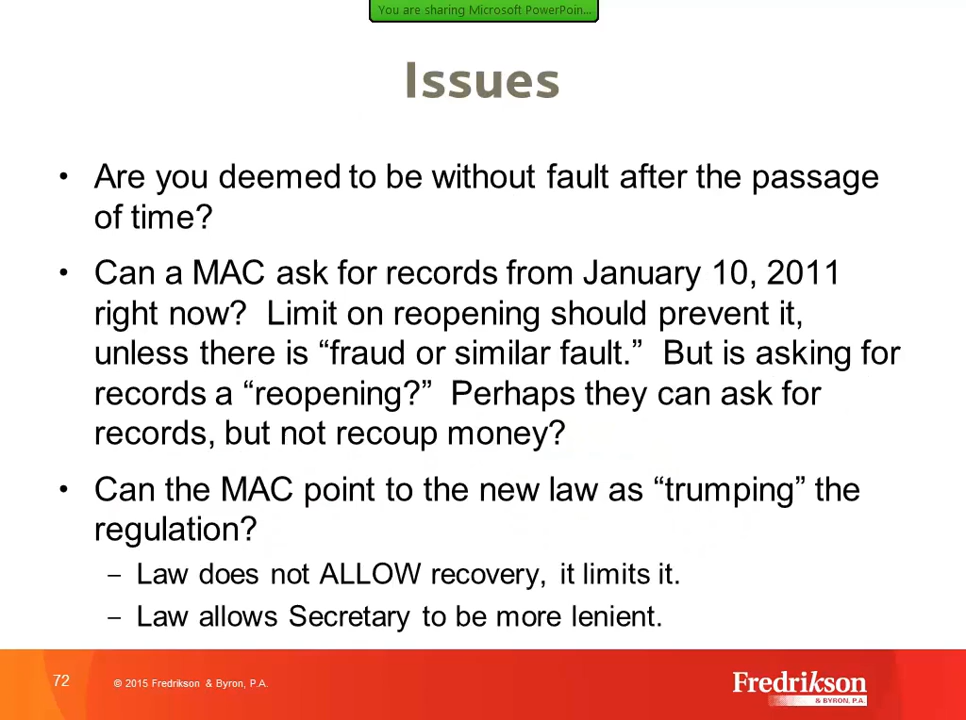 You are sharing Microsoft PowerPoin...
Issues
• Are you deemed to be without fault after the passage
of time?
• Can a MAC ask for records from January 10, 2011
right now?  Limit on reopening should prevent it,
unless there is “fraud or similar fault.”  But is asking for
records a “reopening?”  Perhaps they can ask for
records, but not recoup money?
• Can the MAC point to the new law as “trumping” the
regulation?
– Law does not ALLOW recovery, it limits it.
– Law allows Secretary to be more lenient.
72
© 2015 Fredrikson & Byron, P.A.
Fredrikson
& BYRON, P.A.